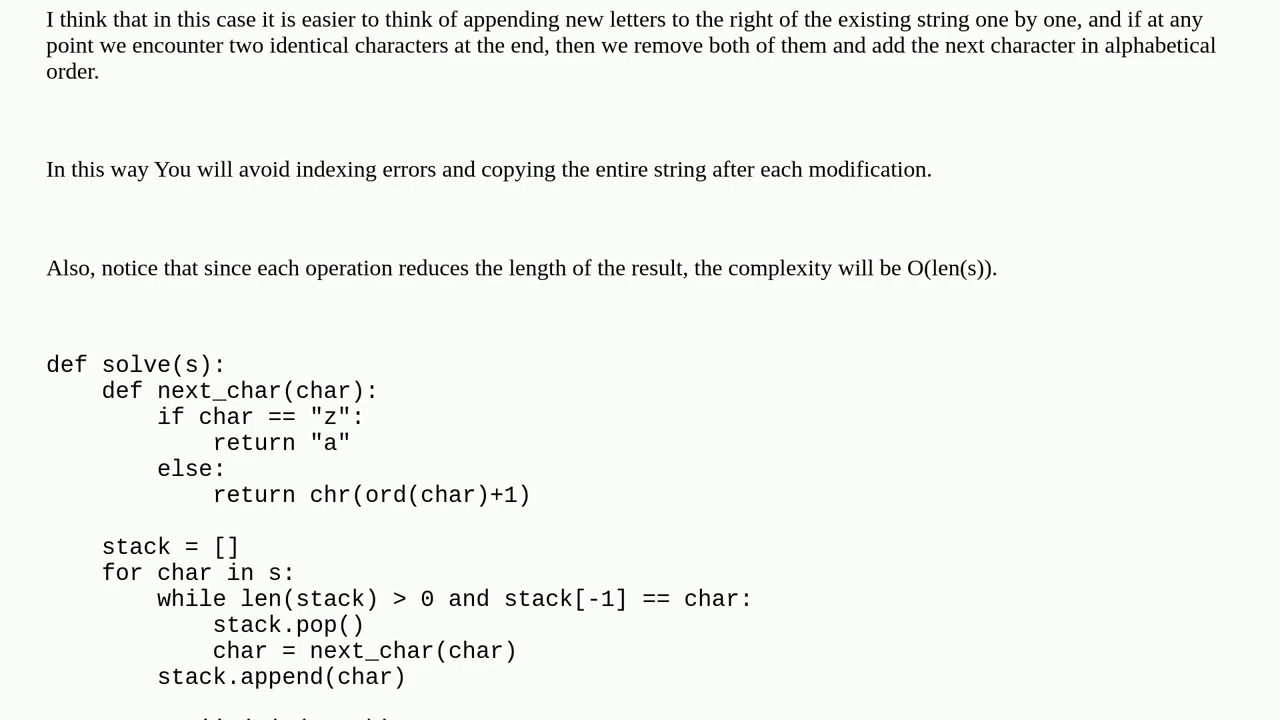 I think that in this case it is easier to think of appending new letters to the right of the existing string one by one, and if at any
point we encounter two identical characters at the end, then we remove both of them and add the next character in alphabetical
order.
In this way You will avoid indexing errors and copying the entire string after each modification.
Also, notice that since each operation reduces the length of the result, the complexity will be O(len(s)).
def solve(s):
    def next_char(char):
        if char == "z":
            return "a"
        else:
            return chr(ord(char)+1)
    stack = []
    for char in s:
        while len(stack) > 0 and stack[-1] == char:
            stack.pop()
            char = next_char(char)
        stack.append(char)